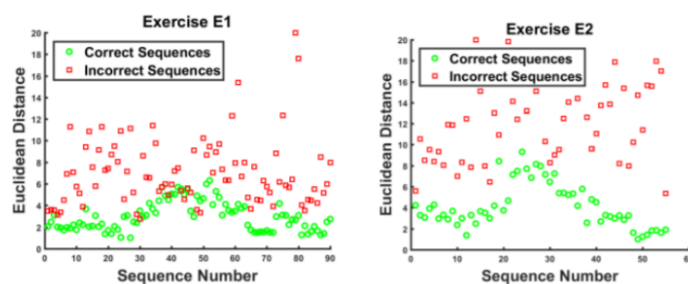 Exercise E1
20
18
16
14
12
10
8
6
4
2
0
Euclidean Distance
Correct Sequences
Incorrect Sequences
0 10 20 30 40 50 60 70 80 90
Sequence Number
Exercise E2
20
18
16
14
12
10
8
6
4
2
0
Euclidean Distance
Correct Sequences
Incorrect Sequences
0 10 20 30 40 50
Sequence Number